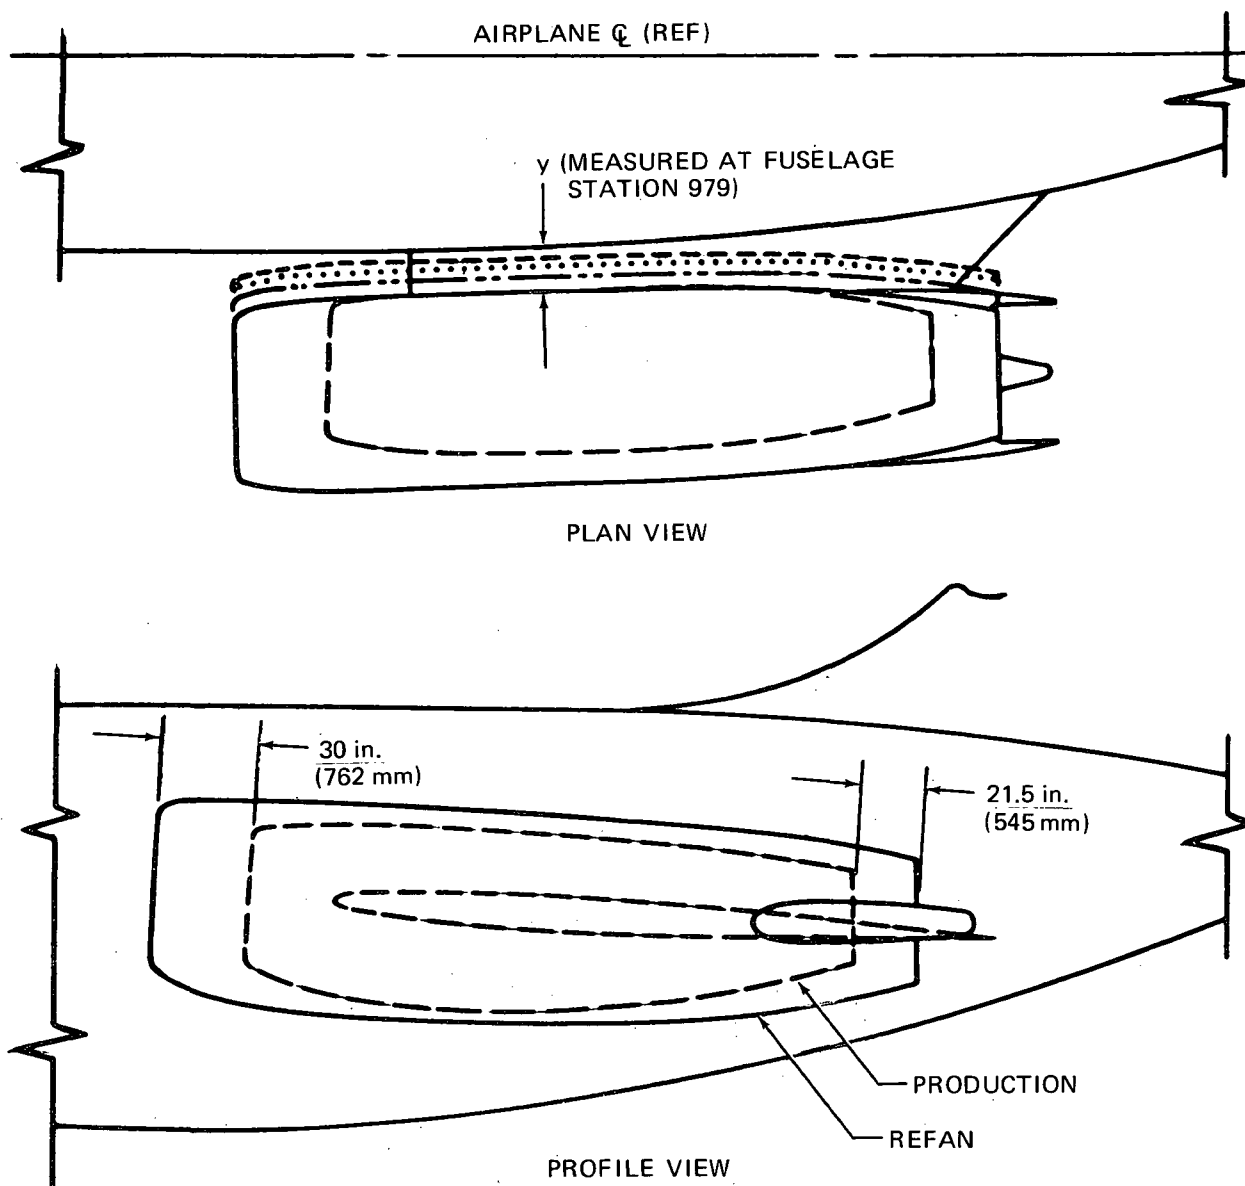 AIRPLANE ℄ (REF)
y (MEASURED AT FUSELAGE
STATION 979)
PLAN VIEW
30 in.
(762 mm)
21.5 in.
(545 mm)
PRODUCTION
REFAN
PROFILE VIEW